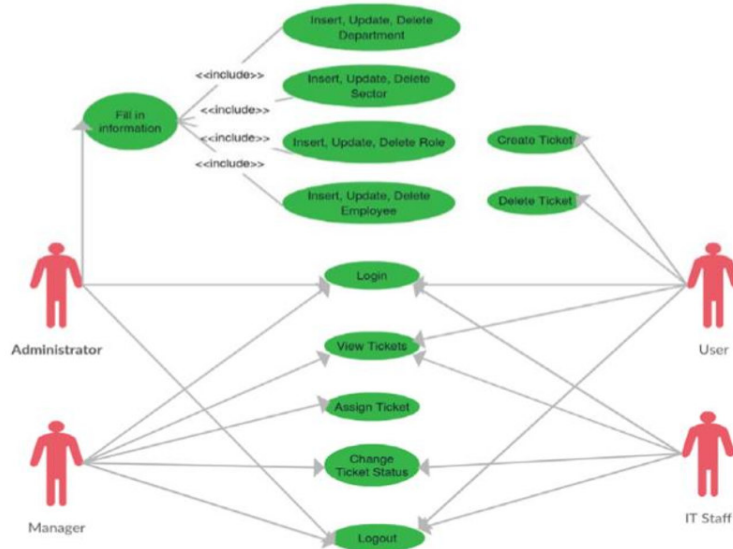 Insert, Update, Delete
Department
<<include>>
Insert, Update, Delete
Sector
<<include>>
Fill in
information
<<include>>
Insert, Update, Delete Role
Create Ticket
<<include>>
Insert, Update, Delete
Employee
Delete Ticket
Login
Administrator
User
View Tickets
Assign Ticket
Change
Ticket Status
Manager
IT Staff
Logout